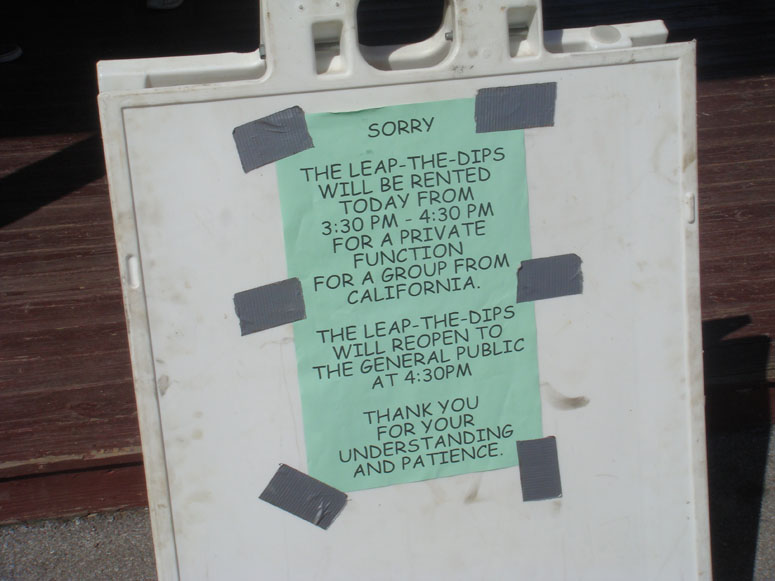 SORRY
THE LEAP-THE-DIPS
WILL BE RENTED
TODAY FROM
3:30 PM - 4:30 PM
FOR A PRIVATE
FUNCTION
FOR A GROUP FROM
CALIFORNIA.
THE LEAP-THE-DIPS
WILL REOPEN TO
THE GENERAL PUBLIC
AT 4:30PM
THANK YOU
FOR YOUR
UNDERSTANDING
AND PATIENCE.